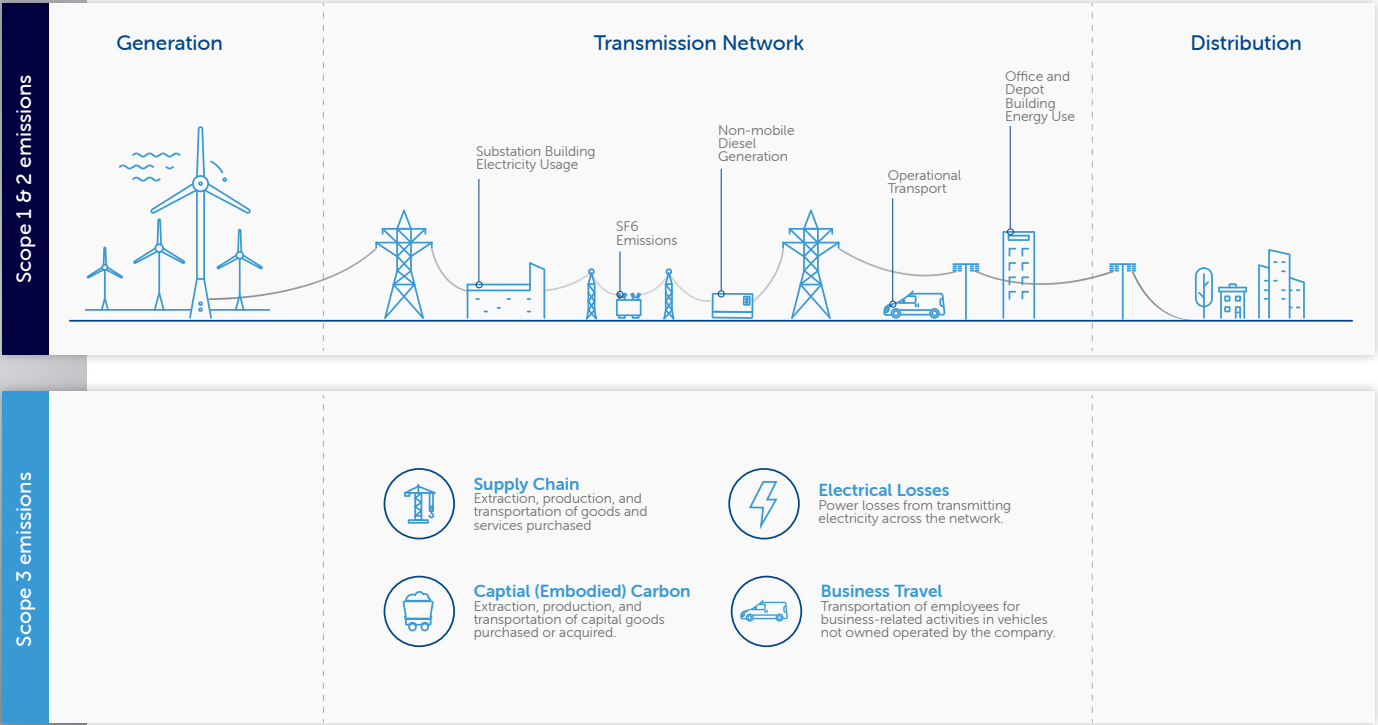 Scope 1 & 2 emissions
Generation
Transmission Network
Distribution
Substation Building
Electricity Usage
SF6
Emissions
Non-mobile
Diesel
Generation
Operational
Transport
Office and
Depot
Building
Energy Use
Scope 3 emissions
Supply Chain
Extraction, production, and
transportation of goods and
services purchased
Electrical Losses
Power losses from transmitting
electricity across the network.
Captial (Embodied) Carbon
Extraction, production, and
transportation of capital goods
purchased or acquired.
Business Travel
Transportation of employees for
business-related activities in vehicles
not owned operated by the company.